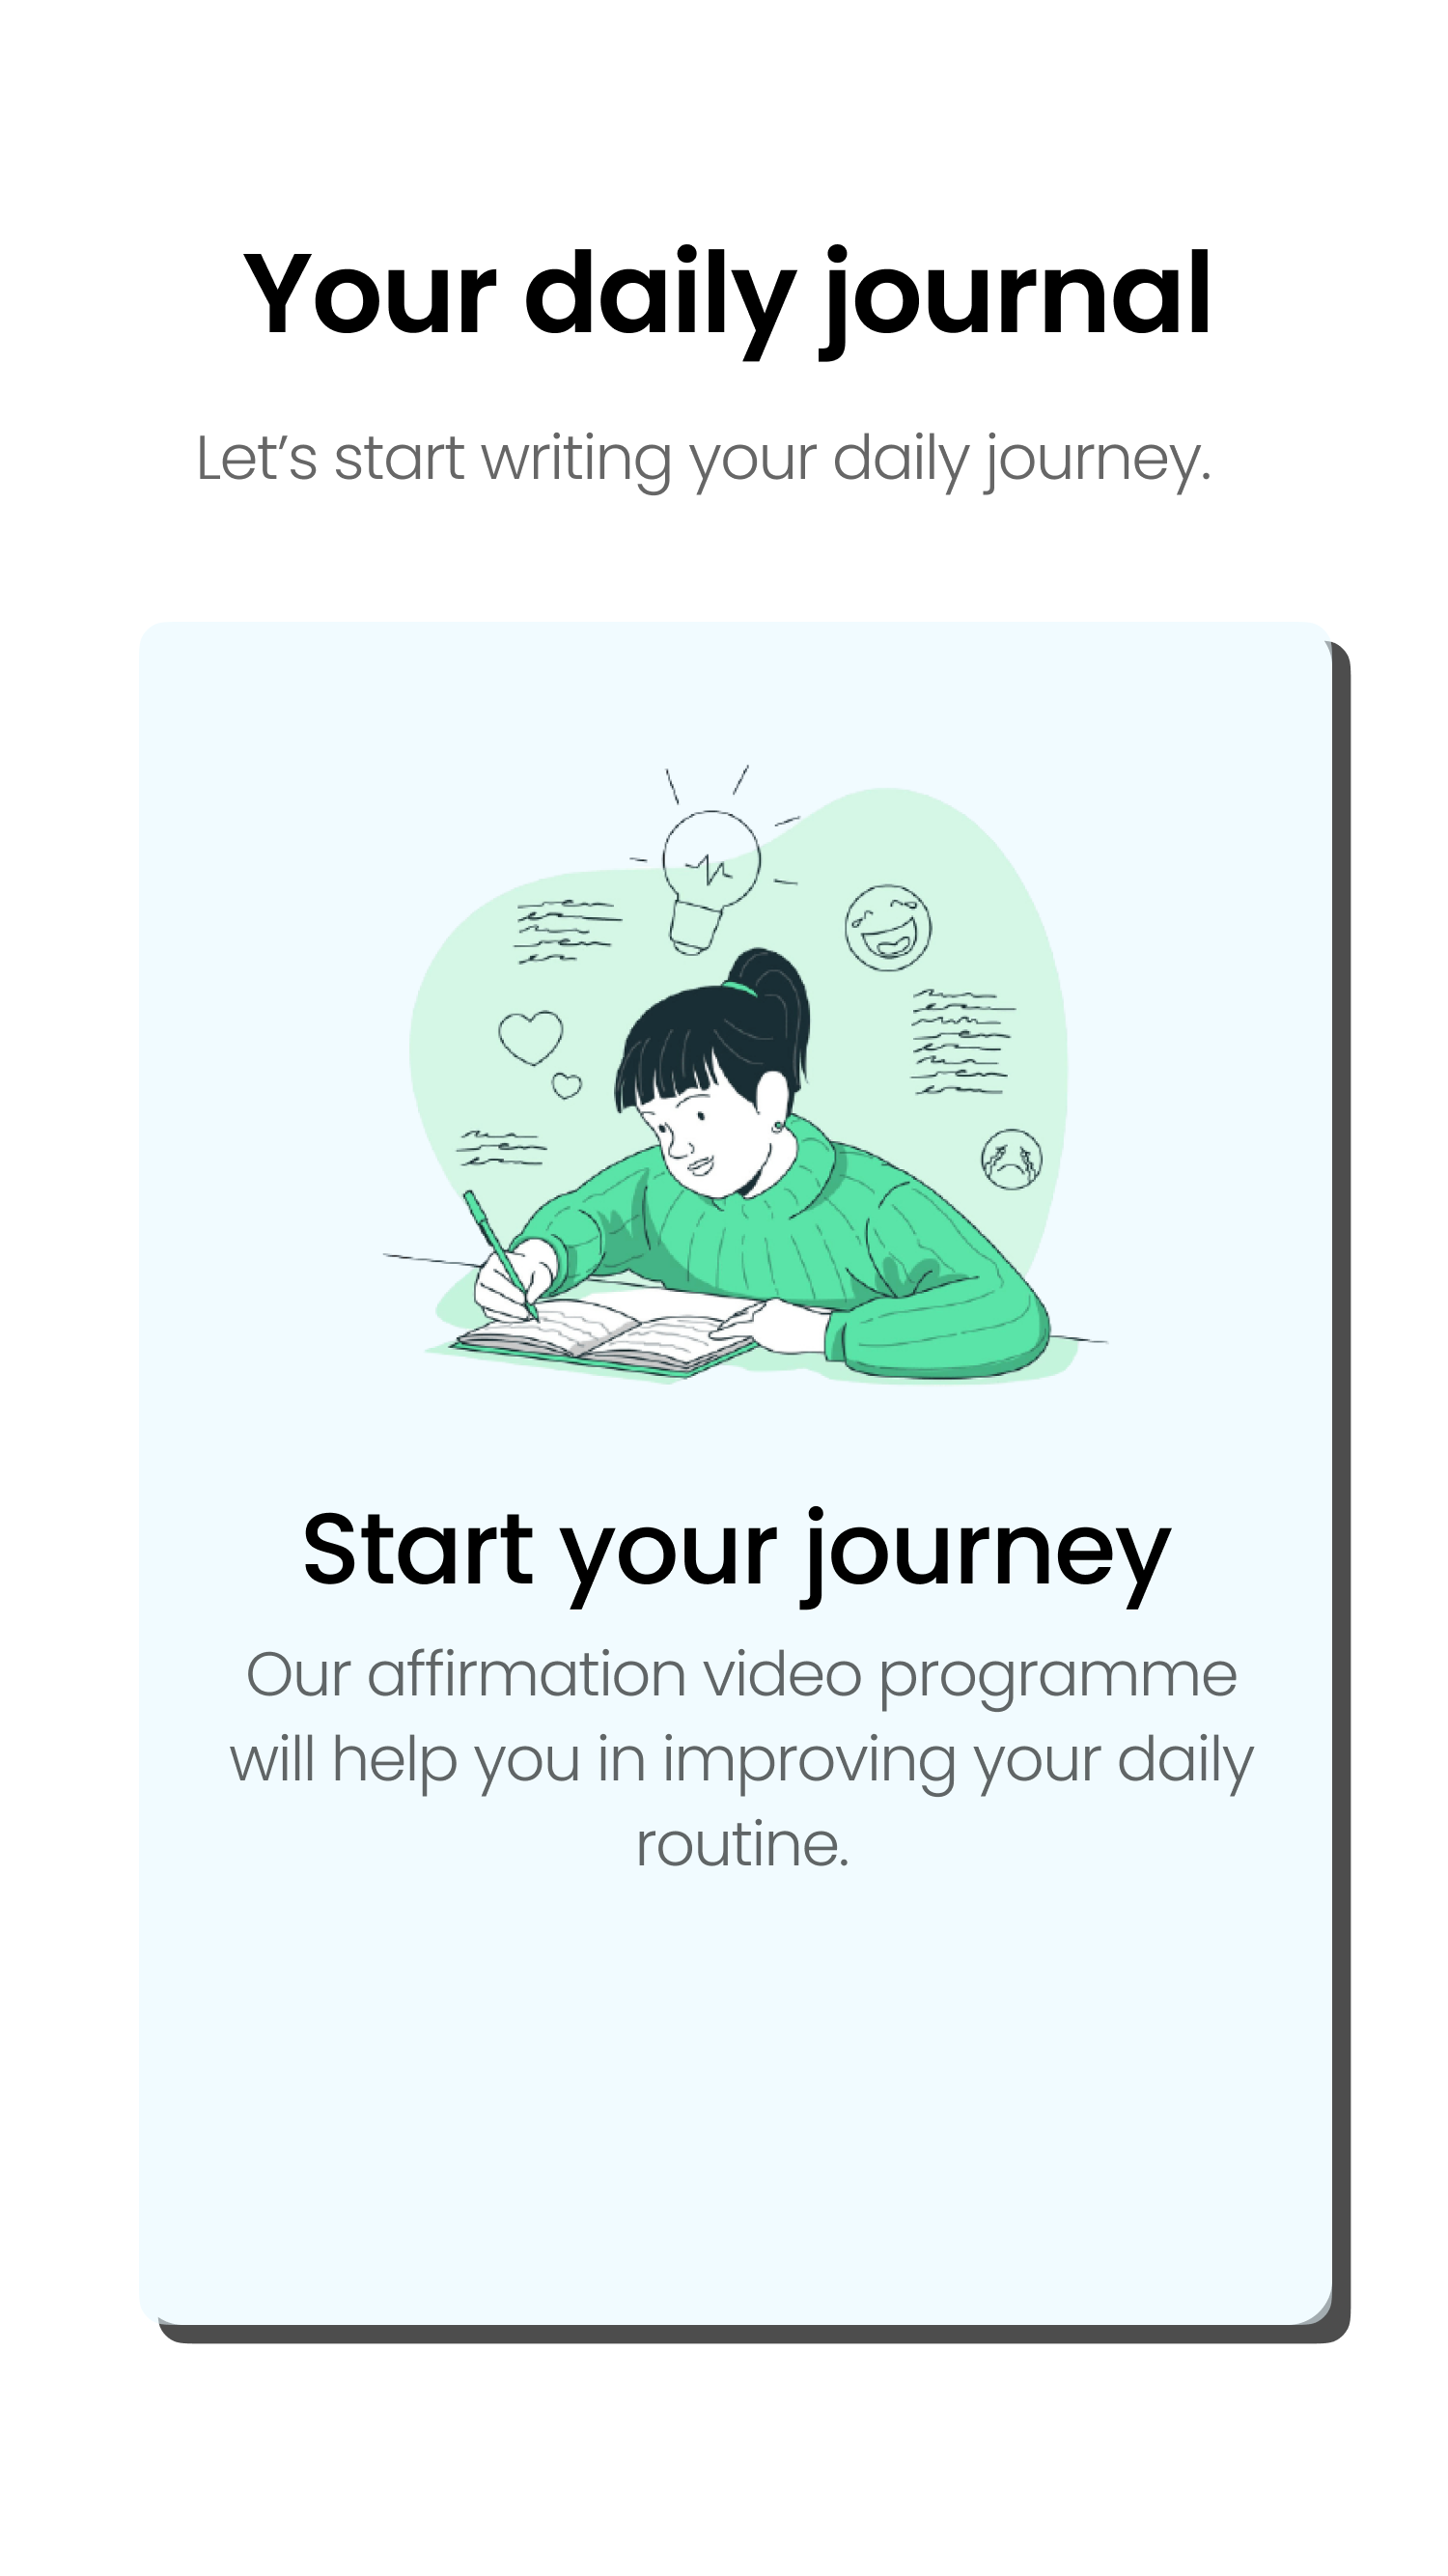 Your daily journal
Let’s start writing your daily journey.
Start your journey
Our affirmation video programme
will help you in improving your daily
routine.